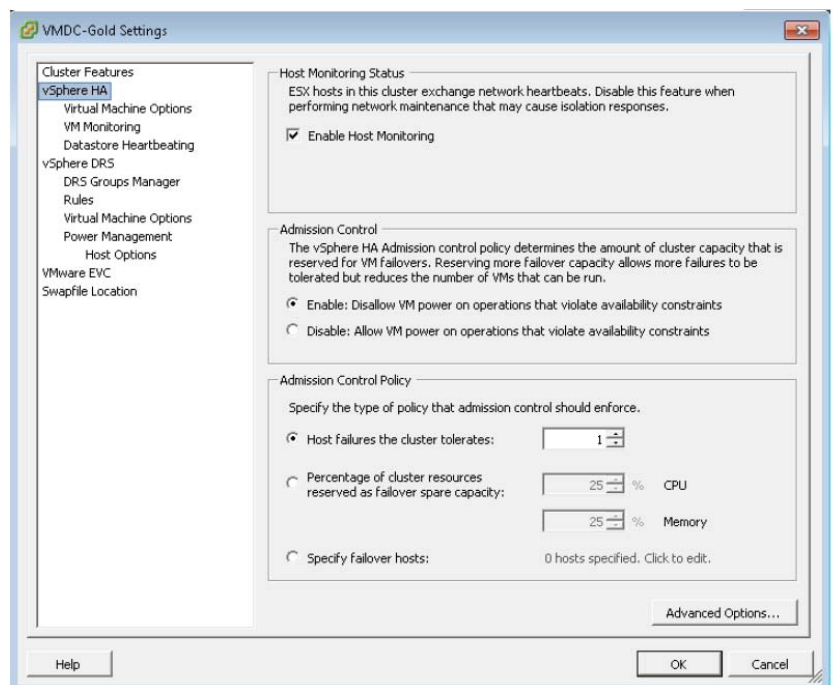 VMDC-Gold Settings
Cluster Features
vSphere HA
Virtual Machine Options
VM Monitoring
Datastore Heartbeating
vSphere DRS
DRS Groups Manager
Rules
Virtual Machine Options
Power Management
Host Options
VMware EVC
Swapfile Location
Host Monitoring Status
ESX hosts in this cluster exchange network heartbeats. Disable this feature when
performing network maintenance that may cause isolation responses.
Enable Host Monitoring
Admission Control
The vSphere HA Admission control policy determines the amount of cluster capacity that is
reserved for VM failovers. Reserving more failover capacity allows more failures to be
tolerated but reduces the number of VMs that can be run.
Enable: Disallow VM power on operations that violate availability constraints
Disable: Allow VM power on operations that violate availability constraints
Admission Control Policy
Specify the type of policy that admission control should enforce.
Host failures the cluster tolerates: 1
Percentage of cluster resources
reserved as failover spare capacity: 25 % CPU
25 % Memory
Specify failover hosts: 0 hosts specified. Click to edit.
Advanced Options...
Help OK Cancel